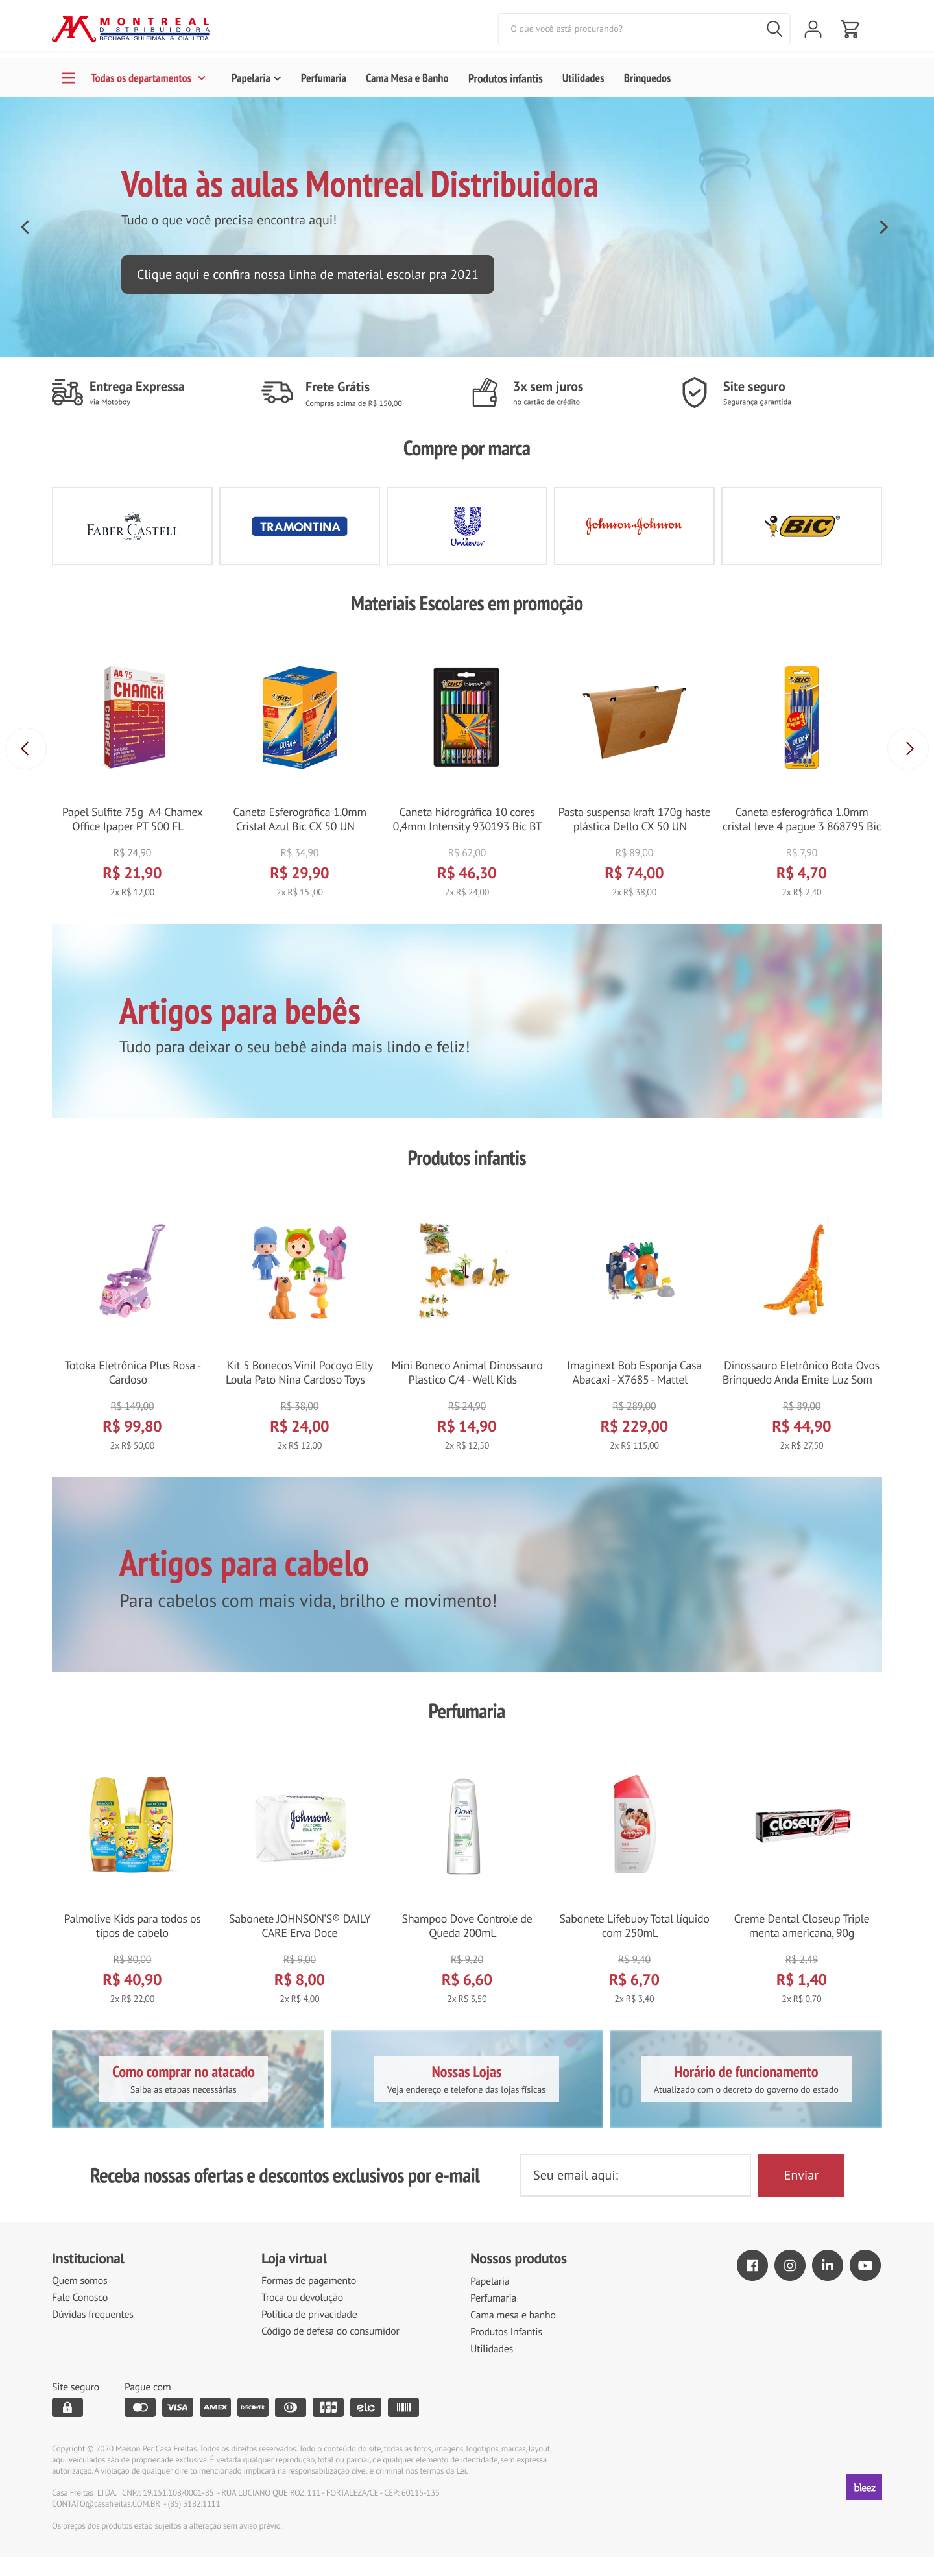 MONTREAL
DISTRIBUIDORA
BECHARA SULEIMAN & CIA LTDA.
O que você está procurando?
Todas os departamentos
Papelaria
Perfumaria
Cama Mesa e Banho
Produtos infantis
Utilidades
Brinquedos
Volta às aulas Montreal Distribuidora
Tudo o que você precisa encontra aqui!
Clique aqui e confira nossa linha de material escolar pra 2021
Entrega Expressa
via Motoboy
Frete Grátis
Compras acima de R$ 150,00
3x sem juros
no cartão de crédito
Site seguro
Segurança garantida
Compre por marca
FABER-CASTELL
since 1761
TRAMONTINA
Unilever
Johnson & Johnson
BIC
Materiais Escolares em promoção
A4 75
CHAMEX
BIC
DURA+
BIC intensity
BIC
DURA+
Papel Sulfite 75g A4 Chamex
Office Ipaper PT 500 FL
R$ 24,90
R$ 21,90
2x R$ 12,00
Caneta Esferográfica 1.0mm
Cristal Azul Bic CX 50 UN
R$ 34,90
R$ 29,90
2x R$ 15 ,00
Caneta hidrográfica 10 cores
0,4mm Intensity 930193 Bic BT
R$ 62,00
R$ 46,30
2x R$ 24,00
Pasta suspensa kraft 170g haste
plástica Dello CX 50 UN
R$ 89,00
R$ 74,00
2x R$ 38,00
Caneta esferográfica 1.0mm
cristal leve 4 pague 3 868795 Bic
R$ 7,90
R$ 4,70
2x R$ 2,40
Artigos para bebês
Tudo para deixar o seu bebê ainda mais lindo e feliz!
Produtos infantis
Totoka Eletrônica Plus Rosa -
Cardoso
R$ 149,00
R$ 99,80
2x R$ 50,00
Kit 5 Bonecos Vinil Pocoyo Elly
Loula Pato Nina Cardoso Toys
R$ 38,00
R$ 24,00
2x R$ 12,00
Mini Boneco Animal Dinossauro
Plastico C/4 - Well Kids
R$ 24,90
R$ 14,90
2x R$ 12,50
Imaginext Bob Esponja Casa
Abacaxi - X7685 - Mattel
R$ 289,00
R$ 229,00
2x R$ 115,00
Dinossauro Eletrônico Bota Ovos
Brinquedo Anda Emite Luz Som
R$ 89,00
R$ 44,90
2x R$ 27,50
Artigos para cabelo
Para cabelos com mais vida, brilho e movimento!
Perfumaria
Johnson's
80 g
Dove
Lifebuoy
closeup
TRIPLE
Palmolive Kids para todos os
tipos de cabelo
R$ 80,00
R$ 40,90
2x R$ 22,00
Sabonete JOHNSON'S® DAILY
CARE Erva Doce
R$ 9,00
R$ 8,00
2x R$ 4,00
Shampoo Dove Controle de
Queda 200mL
R$ 9,20
R$ 6,60
2x R$ 3,50
Sabonete Lifebuoy Total líquido
com 250mL
R$ 9,40
R$ 6,70
2x R$ 3,40
Creme Dental Closeup Triple
menta americana, 90g
R$ 2,49
R$ 1,40
2x R$ 0,70
Como comprar no atacado
Saiba as etapas necessárias
Nossas Lojas
Veja endereço e telefone das lojas físicas
Horário de funcionamento
Atualizado com o decreto do governo do estado
Receba nossas ofertas e descontos exclusivos por e-mail
Seu email aqui:
Enviar
Institucional
Quem somos
Fale Conosco
Dúvidas frequentes
Loja virtual
Formas de pagamento
Troca ou devolução
Política de privacidade
Código de defesa do consumidor
Nossos produtos
Papelaria
Perfumaria
Cama mesa e banho
Produtos Infantis
Utilidades
Site seguro
Pague com
VISA
AMEX
DISCOVER
JCB
elo
Copyright © 2020 Maison Per Casa Freitas. Todos os direitos reservados. Todo o conteúdo do site, todas as fotos, imagens, logotipos, marcas, layout,
aqui veículados são de propriedade exclusiva. É vedada qualquer reprodução, total ou parcial, de qualquer elemento de identidade, sem expressa
autorização. A violação de qualquer direito mencionado implicará na responsabilização cível e criminal nos termos da Lei.
Casa Freitas LTDA. | CNPJ: 19.151.108/0001-85 - RUA LUCIANO QUEIROZ, 111 - FORTALEZA/CE - CEP: 60115-135
CONTATO@casafreitas.COM.BR - (85) 3182.1111
Os preços dos produtos estão sujeitos a alteração sem aviso prévio.
bleez